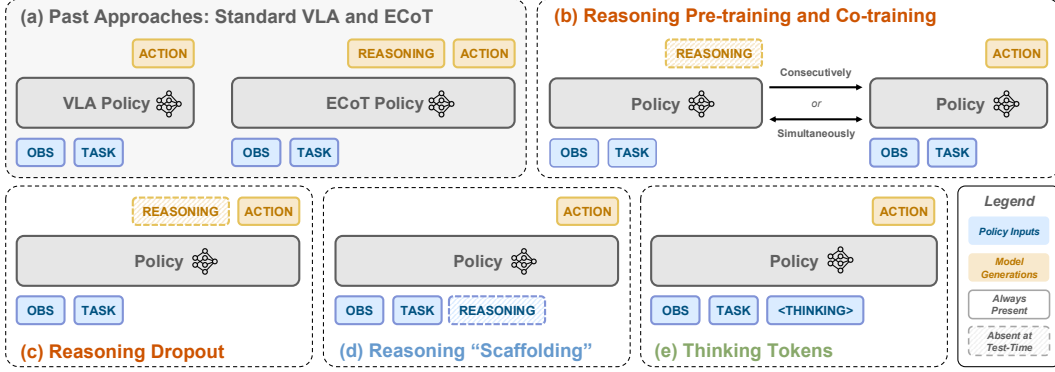 (a) Past Approaches: Standard VLA and ECoT
ACTION
REASONING ACTION
VLA Policy
ECoT Policy
OBS TASK
OBS TASK
(b) Reasoning Pre-training and Co-training
REASONING
ACTION
Policy
Consecutively
or
Simultaneously
Policy
OBS TASK
OBS TASK
REASONING ACTION
Policy
OBS TASK
(c) Reasoning Dropout
ACTION
Policy
OBS TASK REASONING
(d) Reasoning “Scaffolding”
ACTION
Policy
OBS TASK <THINKING>
(e) Thinking Tokens
Legend
Policy Inputs
Model
Generations
Always
Present
Absent at
Test-Time